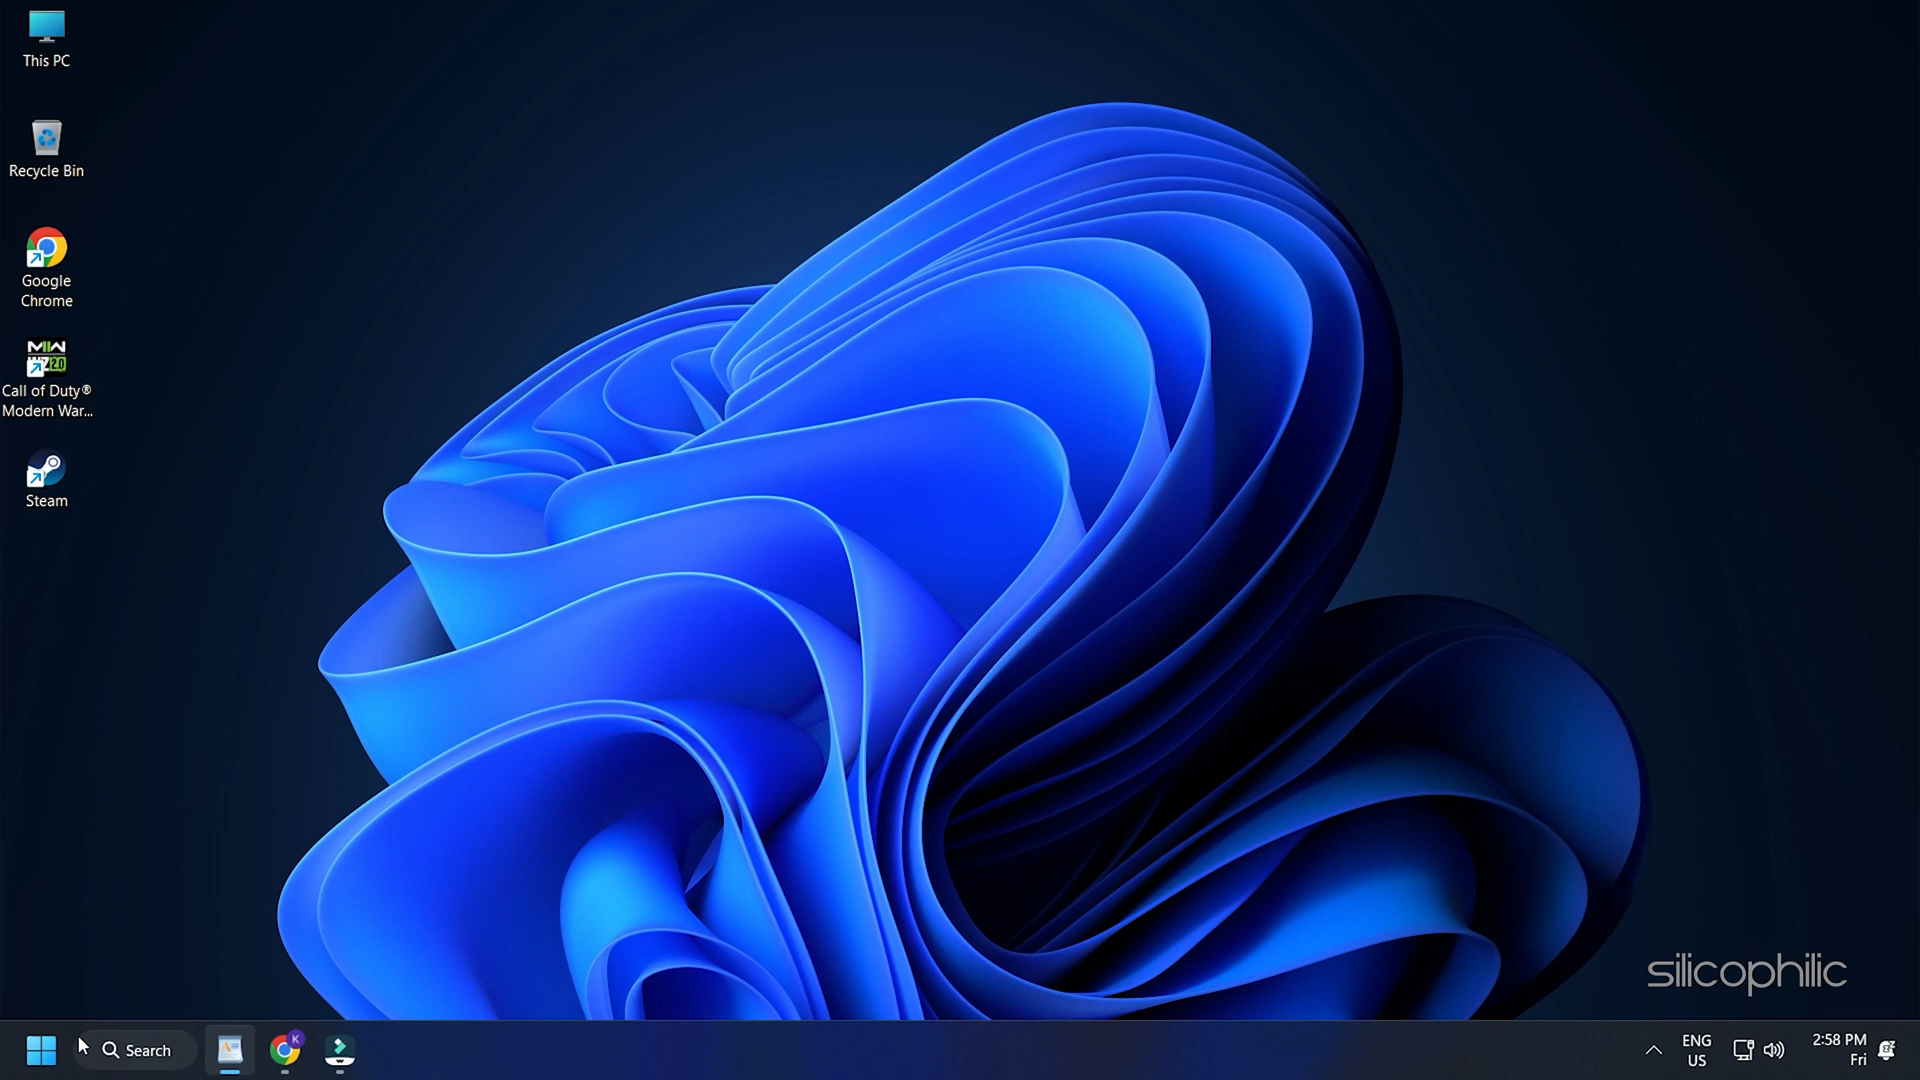 This PC
Recycle Bin
Google
Chrome
MW
WZ 2.0
Call of Duty®
Modern War...
Steam
silicophilic
Search
K
ENG
US
2:58 PM
Fri